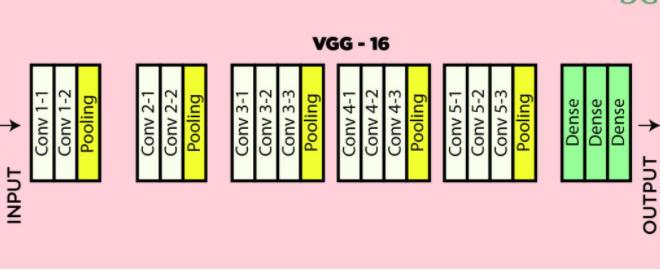 VGG - 16
INPUT
Conv 1-1
Conv 1-2
Pooling
Conv 2-1
Conv 2-2
Pooling
Conv 3-1
Conv 3-2
Conv 3-3
Pooling
Conv 4-1
Conv 4-2
Conv 4-3
Pooling
Conv 5-1
Conv 5-2
Conv 5-3
Pooling
Dense
Dense
Dense
OUTPUT